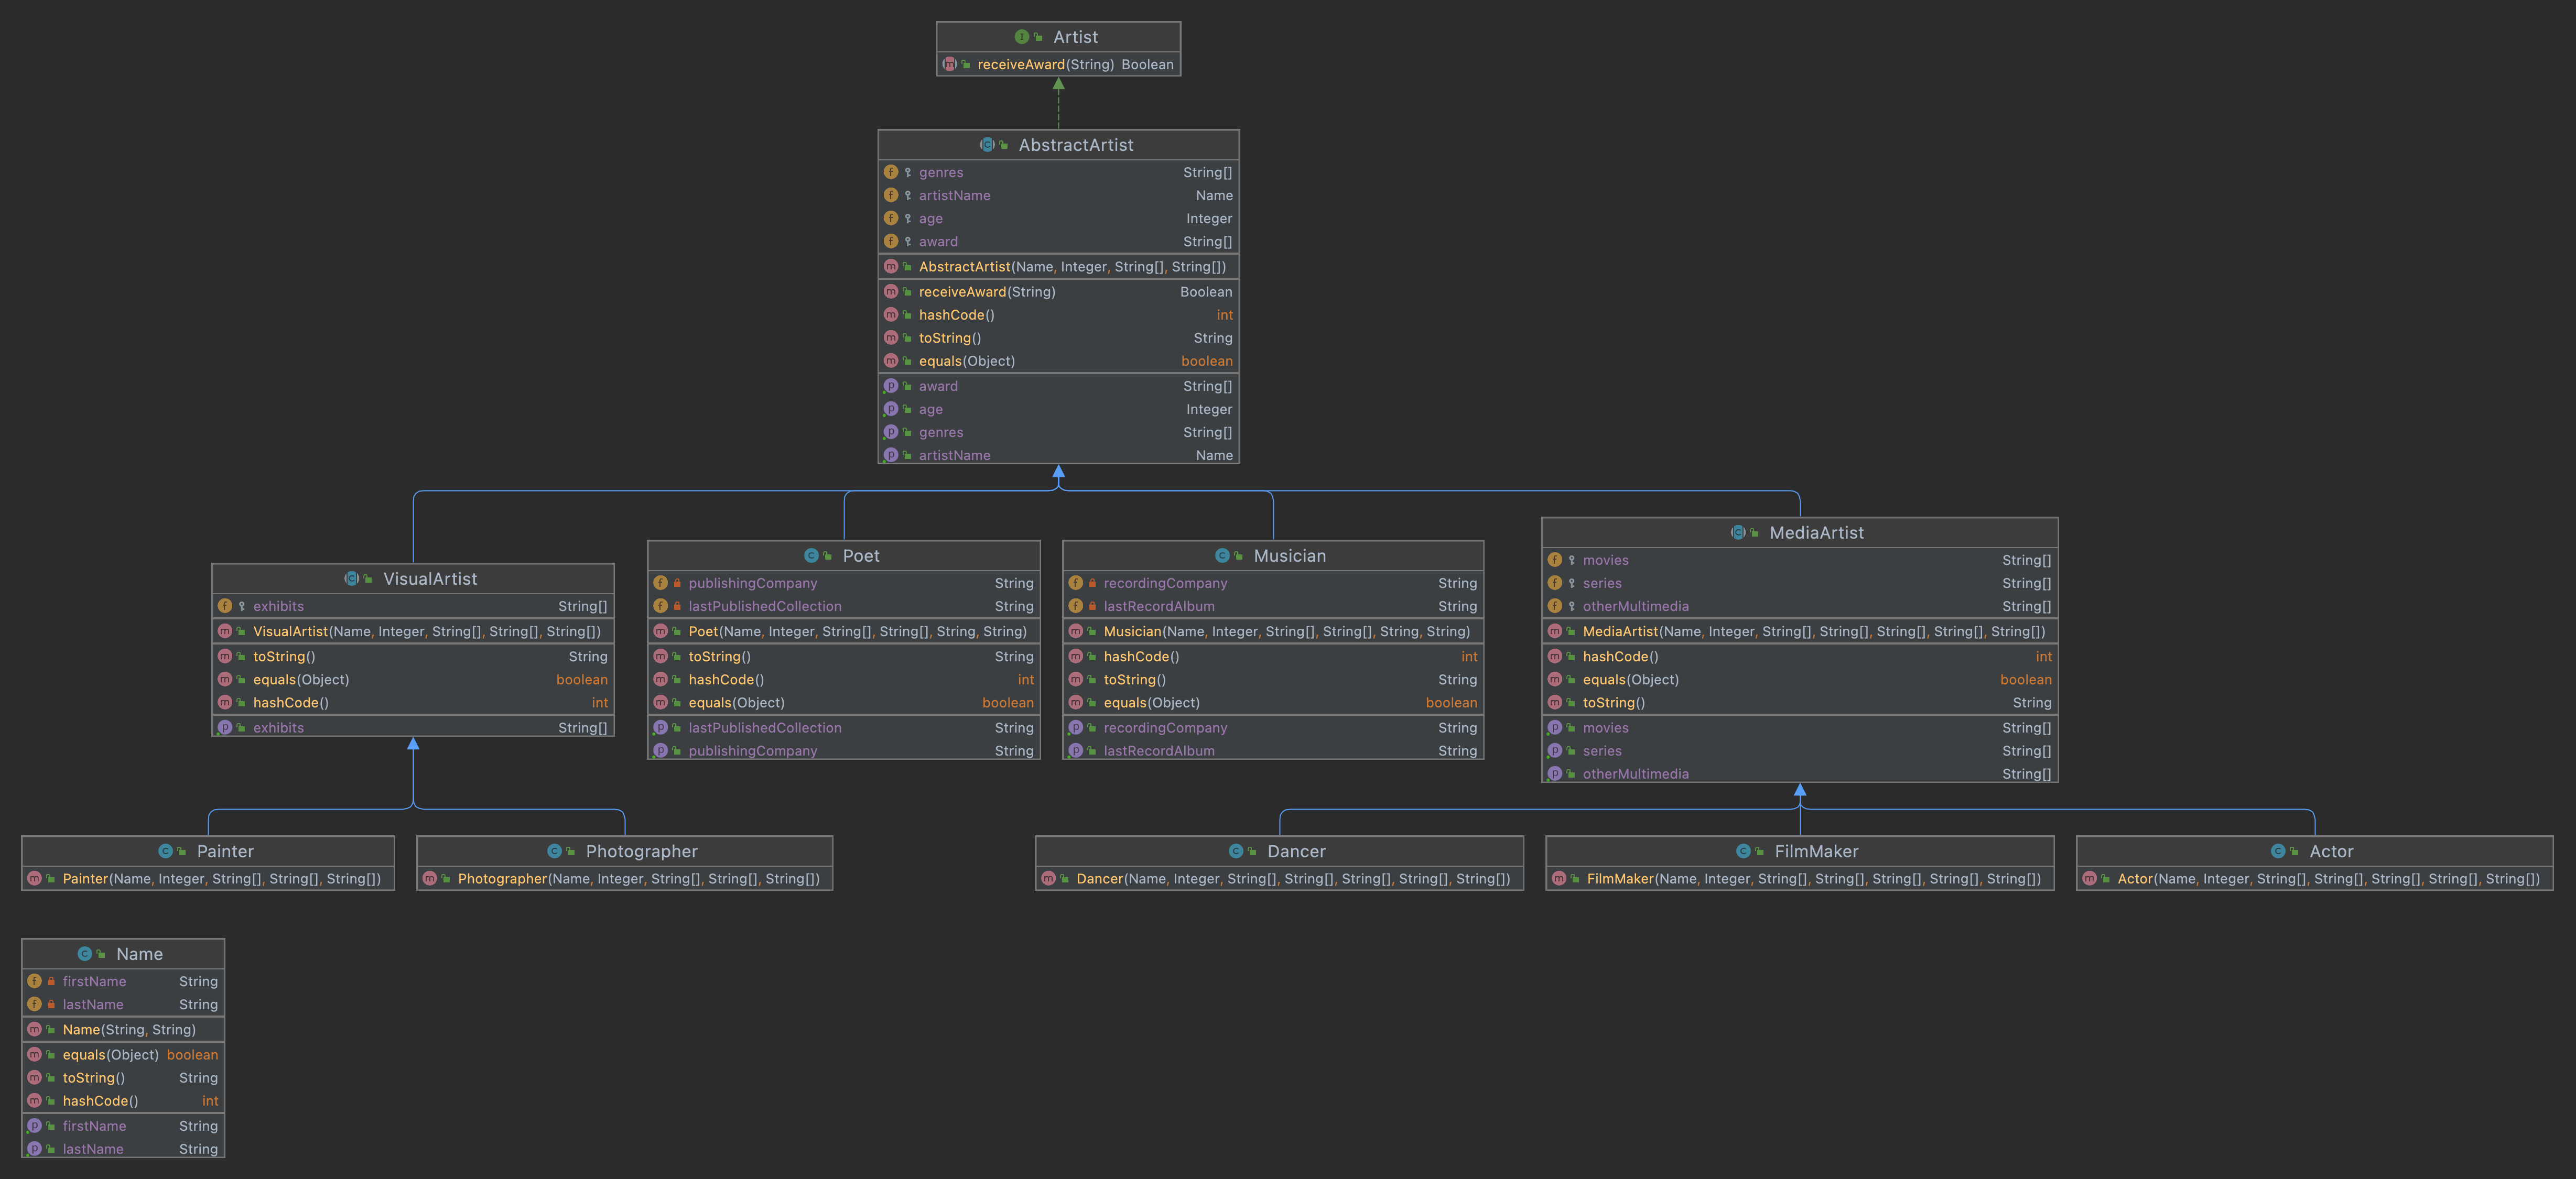 Artist
receiveAward(String) Boolean
AbstractArtist
genres String[]
artistName Name
age Integer
award String[]
AbstractArtist(Name, Integer, String[], String[])
receiveAward(String) Boolean
hashCode() int
toString() String
equals(Object) boolean
award String[]
age Integer
genres String[]
artistName Name
VisualArtist
exhibits String[]
VisualArtist(Name, Integer, String[], String[], String[])
toString() String
equals(Object) boolean
hashCode() int
exhibits String[]
Poet
publishingCompany String
lastPublishedCollection String
Poet(Name, Integer, String[], String[], String, String)
toString() String
hashCode() int
equals(Object) boolean
lastPublishedCollection String
publishingCompany String
Musician
recordingCompany String
lastRecordAlbum String
Musician(Name, Integer, String[], String[], String, String)
hashCode() int
toString() String
equals(Object) boolean
recordingCompany String
lastRecordAlbum String
MediaArtist
movies String[]
series String[]
otherMultimedia String[]
MediaArtist(Name, Integer, String[], String[], String[], String[], String[])
hashCode() int
equals(Object) boolean
toString() String
movies String[]
series String[]
otherMultimedia String[]
Painter
Painter(Name, Integer, String[], String[], String[])
Photographer
Photographer(Name, Integer, String[], String[], String[])
Dancer
Dancer(Name, Integer, String[], String[], String[], String[], String[])
FilmMaker
FilmMaker(Name, Integer, String[], String[], String[], String[], String[])
Actor
Actor(Name, Integer, String[], String[], String[], String[], String[])
Name
firstName String
lastName String
Name(String, String)
equals(Object) boolean
toString() String
hashCode() int
firstName String
lastName String